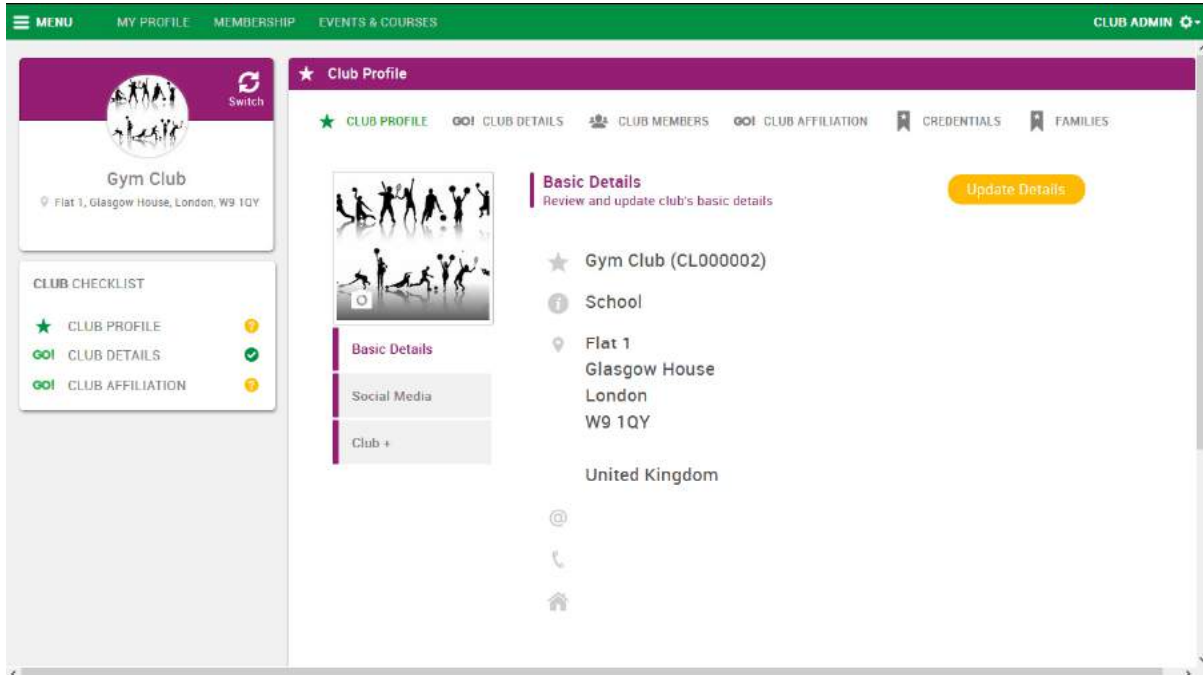 MENU MY PROFILE MEMBERSHIP EVENTS & COURSES CLUB ADMIN
Switch
Gym Club
Flat 1, Glasgow House, London, W9 1QY
CLUB CHECKLIST
CLUB PROFILE
GO! CLUB DETAILS
GO! CLUB AFFILIATION
Club Profile
CLUB PROFILE GO! CLUB DETAILS CLUB MEMBERS GO! CLUB AFFILIATION CREDENTIALS FAMILIES
Basic Details
Social Media
Club +
Basic Details
Review and update club's basic details
Update Details
Gym Club (CL000002)
School
Flat 1
Glasgow House
London
W9 1QY
United Kingdom